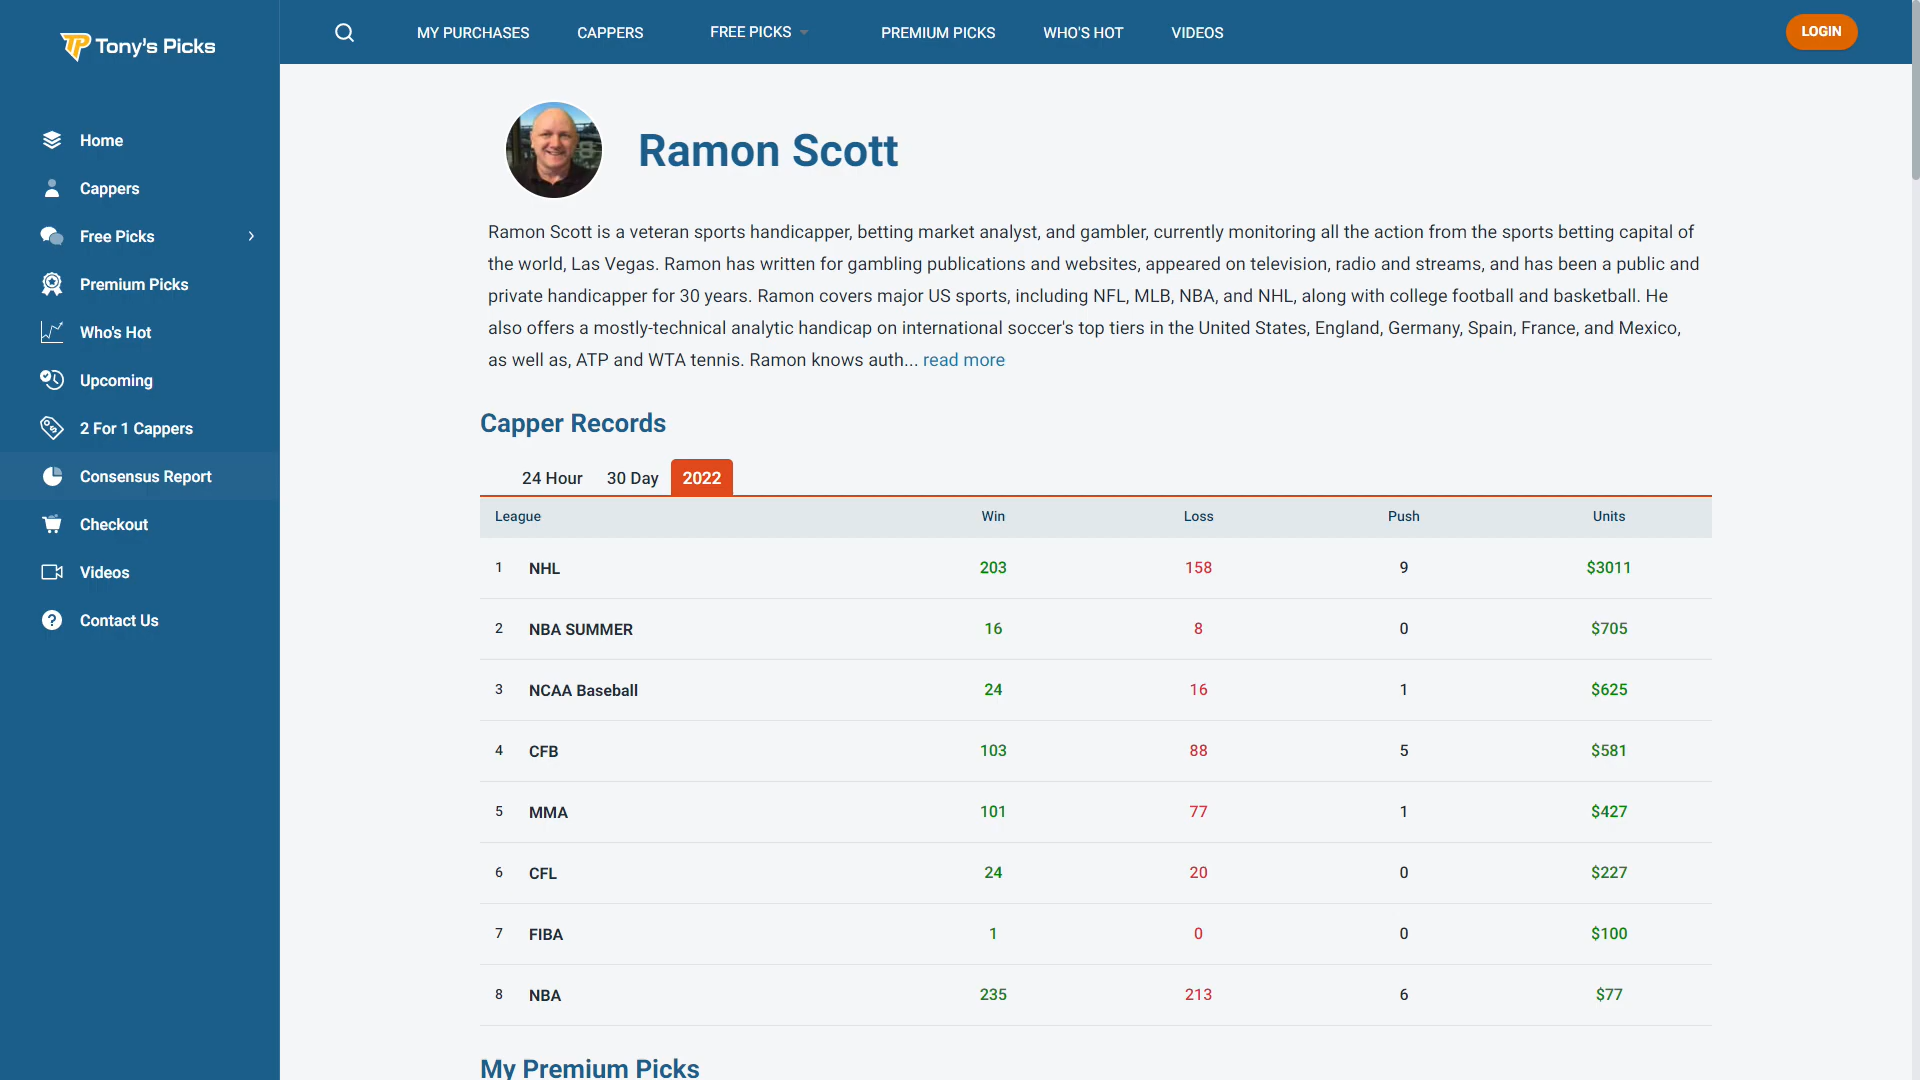 Tony's Picks
MY PURCHASES CAPPERS FREE PICKS PREMIUM PICKS WHO'S HOT VIDEOS LOGIN
Home
Cappers
Free Picks
Premium Picks
Who's Hot
Upcoming
2 For 1 Cappers
Consensus Report
Checkout
Videos
Contact Us
Ramon Scott
Ramon Scott is a veteran sports handicapper, betting market analyst, and gambler, currently monitoring all the action from the sports betting capital of
the world, Las Vegas. Ramon has written for gambling publications and websites, appeared on television, radio and streams, and has been a public and
private handicapper for 30 years. Ramon covers major US sports, including NFL, MLB, NBA, and NHL, along with college football and basketball. He
also offers a mostly-technical analytic handicap on international soccer's top tiers in the United States, England, Germany, Spain, France, and Mexico,
as well as, ATP and WTA tennis. Ramon knows auth... read more
Capper Records
24 Hour 30 Day 2022
League Win Loss Push Units
1 NHL 203 158 9 $3011
2 NBA SUMMER 16 8 0 $705
3 NCAA Baseball 24 16 1 $625
4 CFB 103 88 5 $581
5 MMA 101 77 1 $427
6 CFL 24 20 0 $227
7 FIBA 1 0 0 $100
8 NBA 235 213 6 $77
My Premium Picks